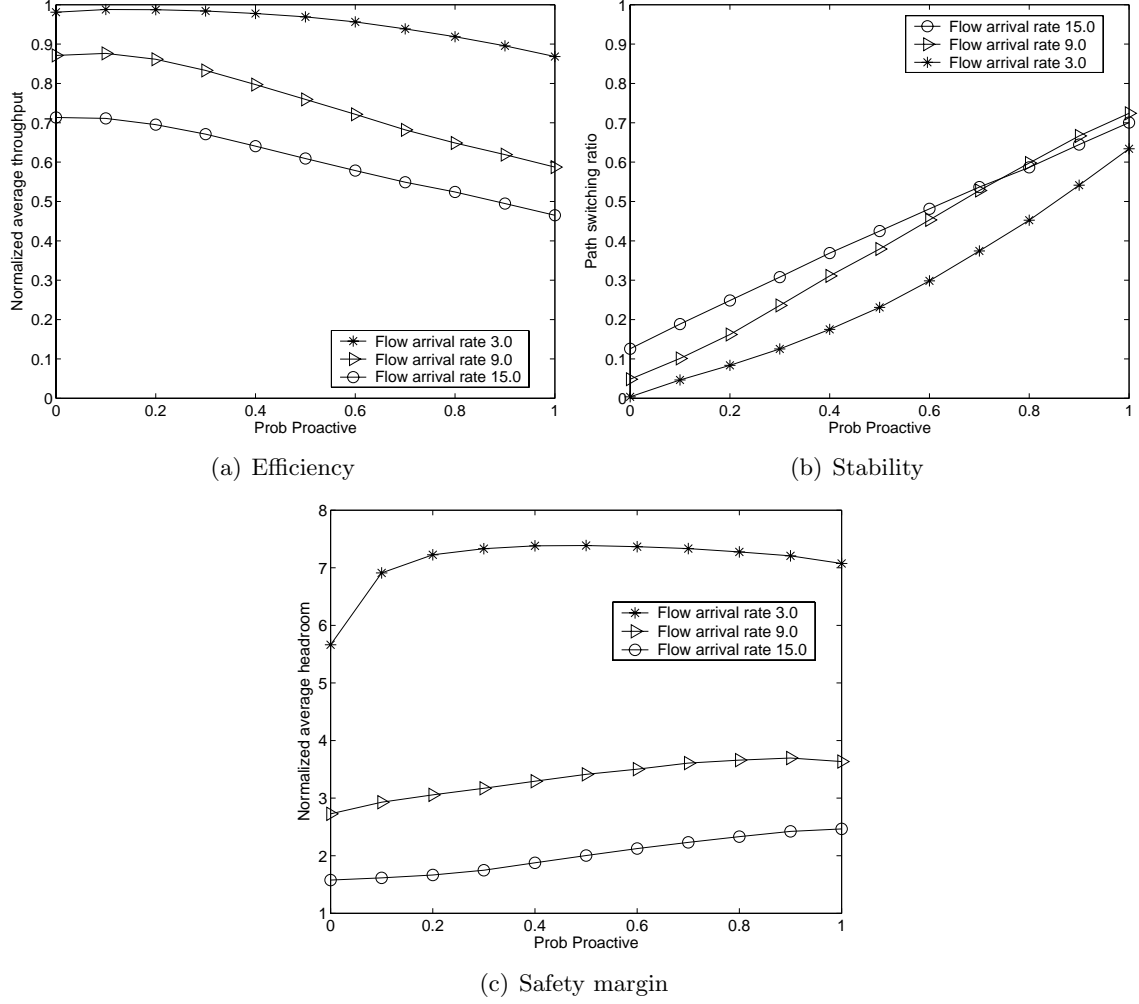 1
0.9
0.8
0.7
0.6
0.5
0.4
0.3
0.2
0.1
0
Normalized average throughput
Flow arrival rate 3.0
Flow arrival rate 9.0
Flow arrival rate 15.0
0 0.2 0.4 0.6 0.8 1
Prob Proactive
(a) Efficiency
1
0.9
0.8
0.7
0.6
0.5
0.4
0.3
0.2
0.1
0
Path switching ratio
Flow arrival rate 15.0
Flow arrival rate 9.0
Flow arrival rate 3.0
0 0.2 0.4 0.6 0.8 1
Prob Proactive
(b) Stability
8
7
6
5
4
3
2
1
Normalized average headroom
Flow arrival rate 3.0
Flow arrival rate 9.0
Flow arrival rate 15.0
0 0.2 0.4 0.6 0.8 1
Prob Proactive
(c) Safety margin